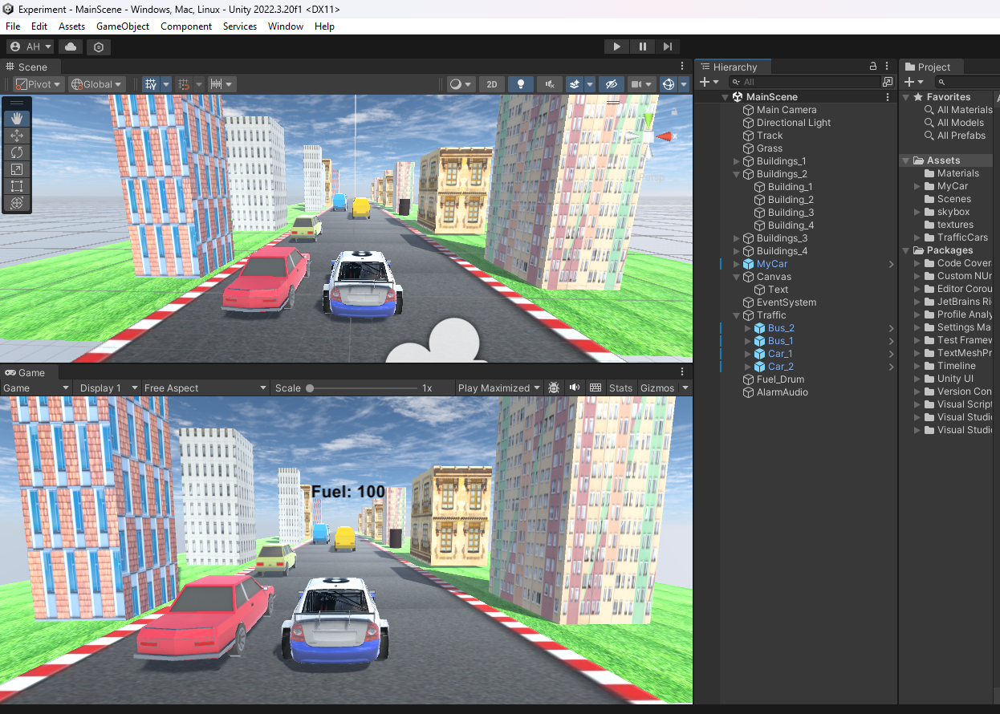 Experiment - MainScene - Windows, Mac, Linux - Unity 2022.3.20f1 <DX11>
File Edit Assets GameObject Component Services Window Help
AH
Scene
Pivot Global 2D
Hierarchy
All
MainScene
Main Camera
Directional Light
Track
Grass
Buildings_1
Buildings_2
Building_1
Building_2
Building_3
Building_4
Buildings_3
Buildings_4
MyCar
Canvas
Text
EventSystem
Traffic
Bus_2
Bus_1
Car_1
Car_2
Fuel_Drum
AlarmAudio
Project
Favorites
All Materials
All Models
All Prefabs
Assets
Materials
MyCar
Scenes
skybox
textures
TrafficCars
Packages
Code Cover
Custom NUn
Editor Corou
JetBrains Ri
Profile Analy
Settings Ma
Test Framew
TextMeshPr
Timeline
Unity UI
Version Con
Visual Script
Visual Studi
Visual Studi
Game
Game Display 1 Free Aspect Scale 1x Play Maximized Stats Gizmos
Fuel: 100